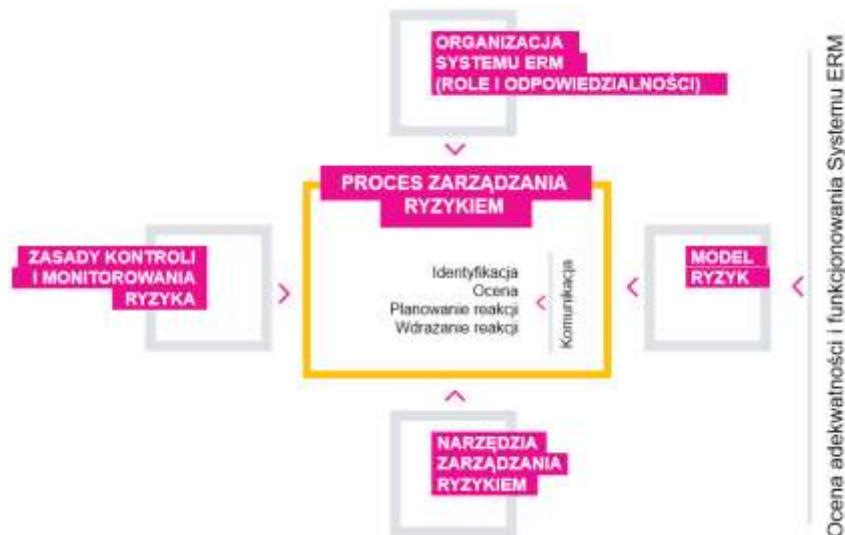 ORGANIZACJA
SYSTEMU ERM
(ROLE I ODPOWIEDZIALNOŚCI)
PROCES ZARZĄDZANIA
RYZYKIEM
ZASADY KONTROLI
I MONITOROWANIA
RYZYKA
Identyfikacja
Ocena
Planowanie reakcji
Wdrażanie reakcji
Komunikacja
MODEL
RYZYK
NARZĘDZIA
ZARZĄDZANIA
RYZYKIEM
Ocena adekwatności i funkcjonowania Systemu ERM